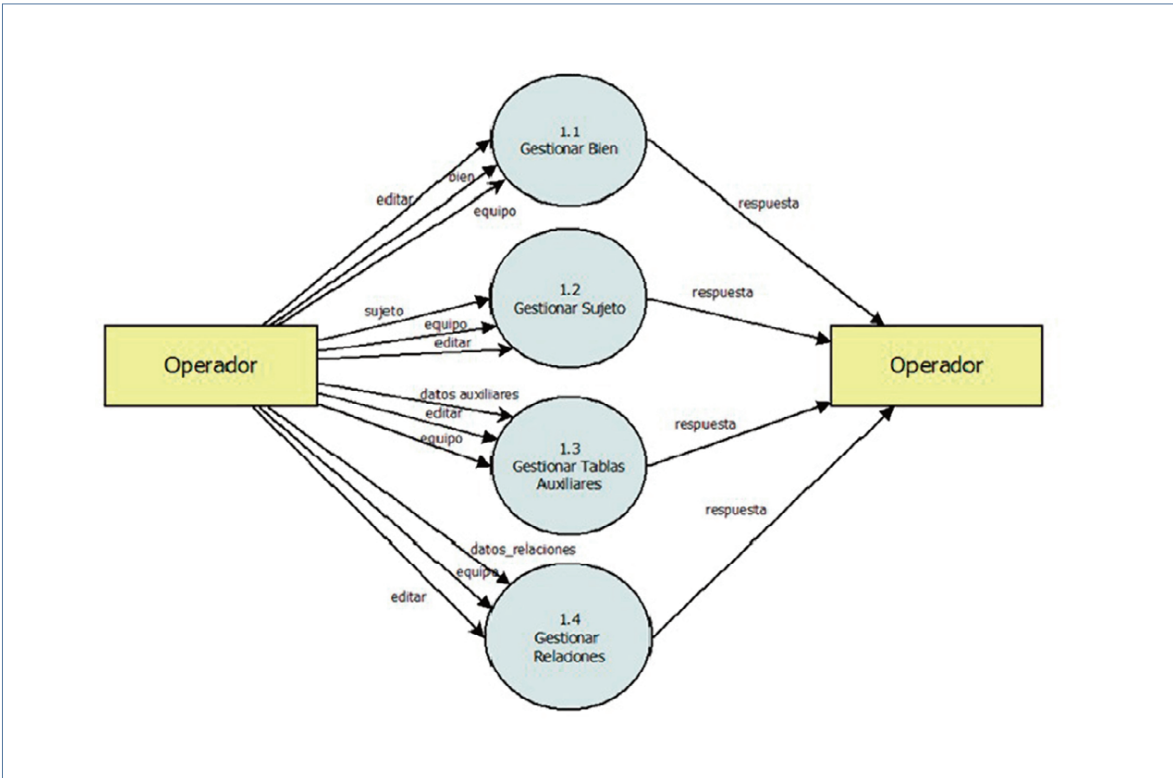 1.1
Gestionar Bien
editar
bien
equipo
respuesta
1.2
Gestionar Sujeto
sujeto
equipo
editar
respuesta
Operador
Operador
datos auxiliares
editar
equipo
1.3
Gestionar Tablas
Auxiliares
respuesta
datos_relaciones
equipo
editar
1.4
Gestionar
Relaciones
respuesta